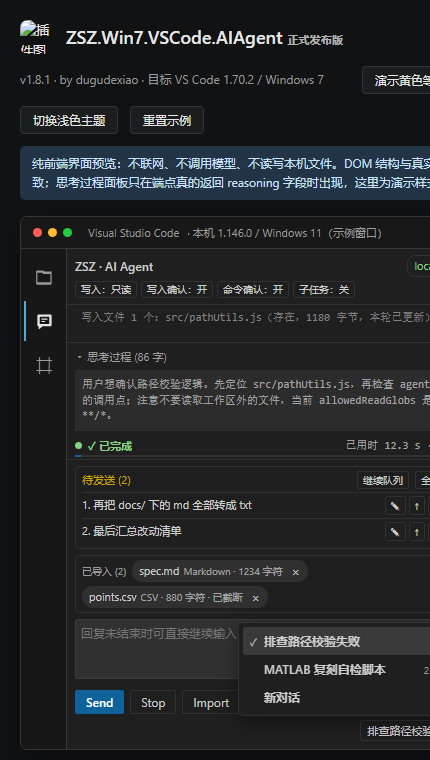 插
件图
ZSZ.Win7.VSCode.AIAgent 正式发布版
v1.8.1 · by dugudexiao · 目标 VS Code 1.70.2 / Windows 7
演示黄色等
切换浅色主题
重置示例
纯前端界面预览：不联网、不调用模型、不读写本机文件。DOM 结构与真实
致；思考过程面板只在端点真的返回 reasoning 字段时出现，这里为演示样式
Visual Studio Code · 本机 1.146.0 / Windows 11（示例窗口）
ZSZ · AI Agent
loca
写入：只读
写入确认：开
命令确认：开
子任务：关
写入文件 1 个：src/pathUtils.js（存在，1180 字节，本轮已更新）
思考过程 (86 字)
用户想确认路径校验逻辑。先定位 src/pathUtils.js，再检查 agent
的调用点；注意不要读取工作区外的文件，当前 allowedReadGlobs 是
**/*。
✓ 已完成
已用时 12.3 s ·
待发送 (2)
继续队列
全
1. 再把 docs/ 下的 md 全部转成 txt
✎ ↑
2. 最后汇总改动清单
✎ ↑
已导入 (2)
spec.md Markdown · 1234 字符 ×
points.csv CSV · 880 字符 · 已截断 ×
回复未结束时可直接继续输入
✓ 排查路径校验失败
MATLAB 复刻自检脚本
2
新对话
Send
Stop
Import
排查路径校验